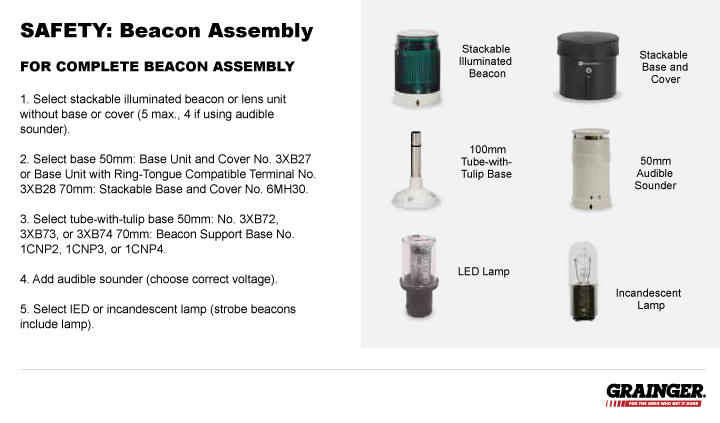 SAFETY: Beacon Assembly
FOR COMPLETE BEACON ASSEMBLY
1. Select stackable illuminated beacon or lens unit
without base or cover (5 max., 4 if using audible
sounder).
2. Select base 50mm: Base Unit and Cover No. 3XB27
or Base Unit with Ring-Tongue Compatible Terminal No.
3XB28 70mm: Stackable Base and Cover No. 6MH30.
3. Select tube-with-tulip base 50mm: No. 3XB72,
3XB73, or 3XB74 70mm: Beacon Support Base No.
1CNP2, 1CNP3, or 1CNP4.
4. Add audible sounder (choose correct voltage).
5. Select lED or incandescent lamp (strobe beacons
include lamp).
Stackable
Illuminated
Beacon
Stackable
Base and
Cover
100mm
Tube-with-
Tulip Base
50mm
Audible
Sounder
LED Lamp
Incandescent
Lamp
GRAINGER.
FOR THE ONES WHO GET IT DONE